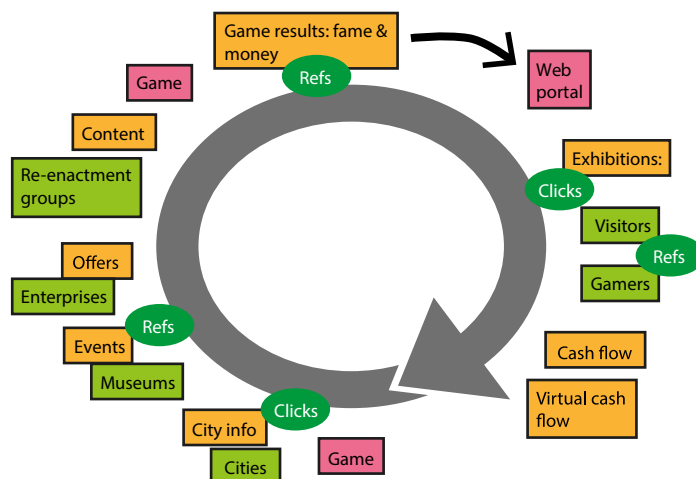 Game results: fame &
money
Refs
Web
portal
Game
Content
Re-enactment
groups
Exhibitions:
Clicks
Visitors
Refs
Gamers
Offers
Enterprises
Refs
Events
Museums
Cash flow
Virtual cash
flow
Clicks
City info
Cities
Game